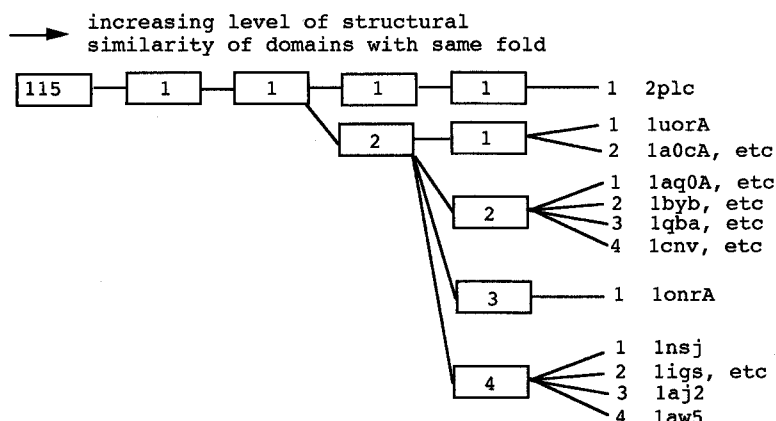 increasing level of structural
similarity of domains with same fold
115 1 1 1 1 1 2plc
2 1 1 1uorA
2 1a0cA, etc
2 1 1aq0A, etc
2 1byb, etc
3 1qba, etc
4 1cnv, etc
3 1 1onrA
4 1 1nsj
2 1igs, etc
3 1aj2
4 1aw5